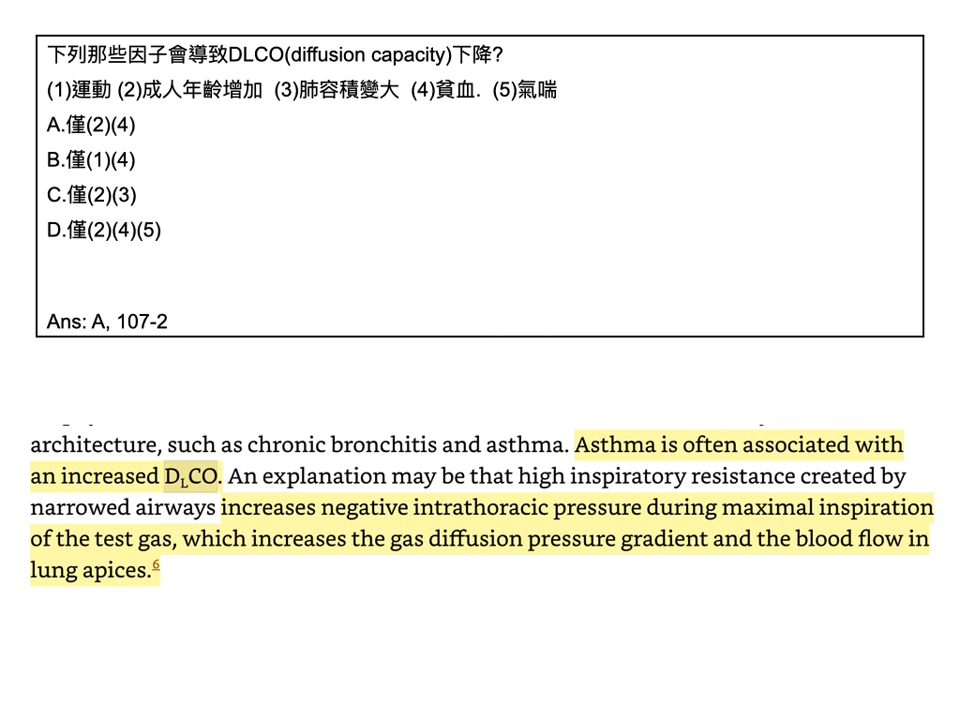 下列那些因子會導致DLCO(diffusion capacity)下降?
(1)運動 (2)成人年齡增加 (3)肺容積變大 (4)貧血. (5)氣喘
A.僅(2)(4)
B.僅(1)(4)
C.僅(2)(3)
D.僅(2)(4)(5)
Ans: A, 107-2
architecture, such as chronic bronchitis and asthma. Asthma is often associated with
an increased DLCO. An explanation may be that high inspiratory resistance created by
narrowed airways increases negative intrathoracic pressure during maximal inspiration
of the test gas, which increases the gas diffusion pressure gradient and the blood flow in
lung apices.6